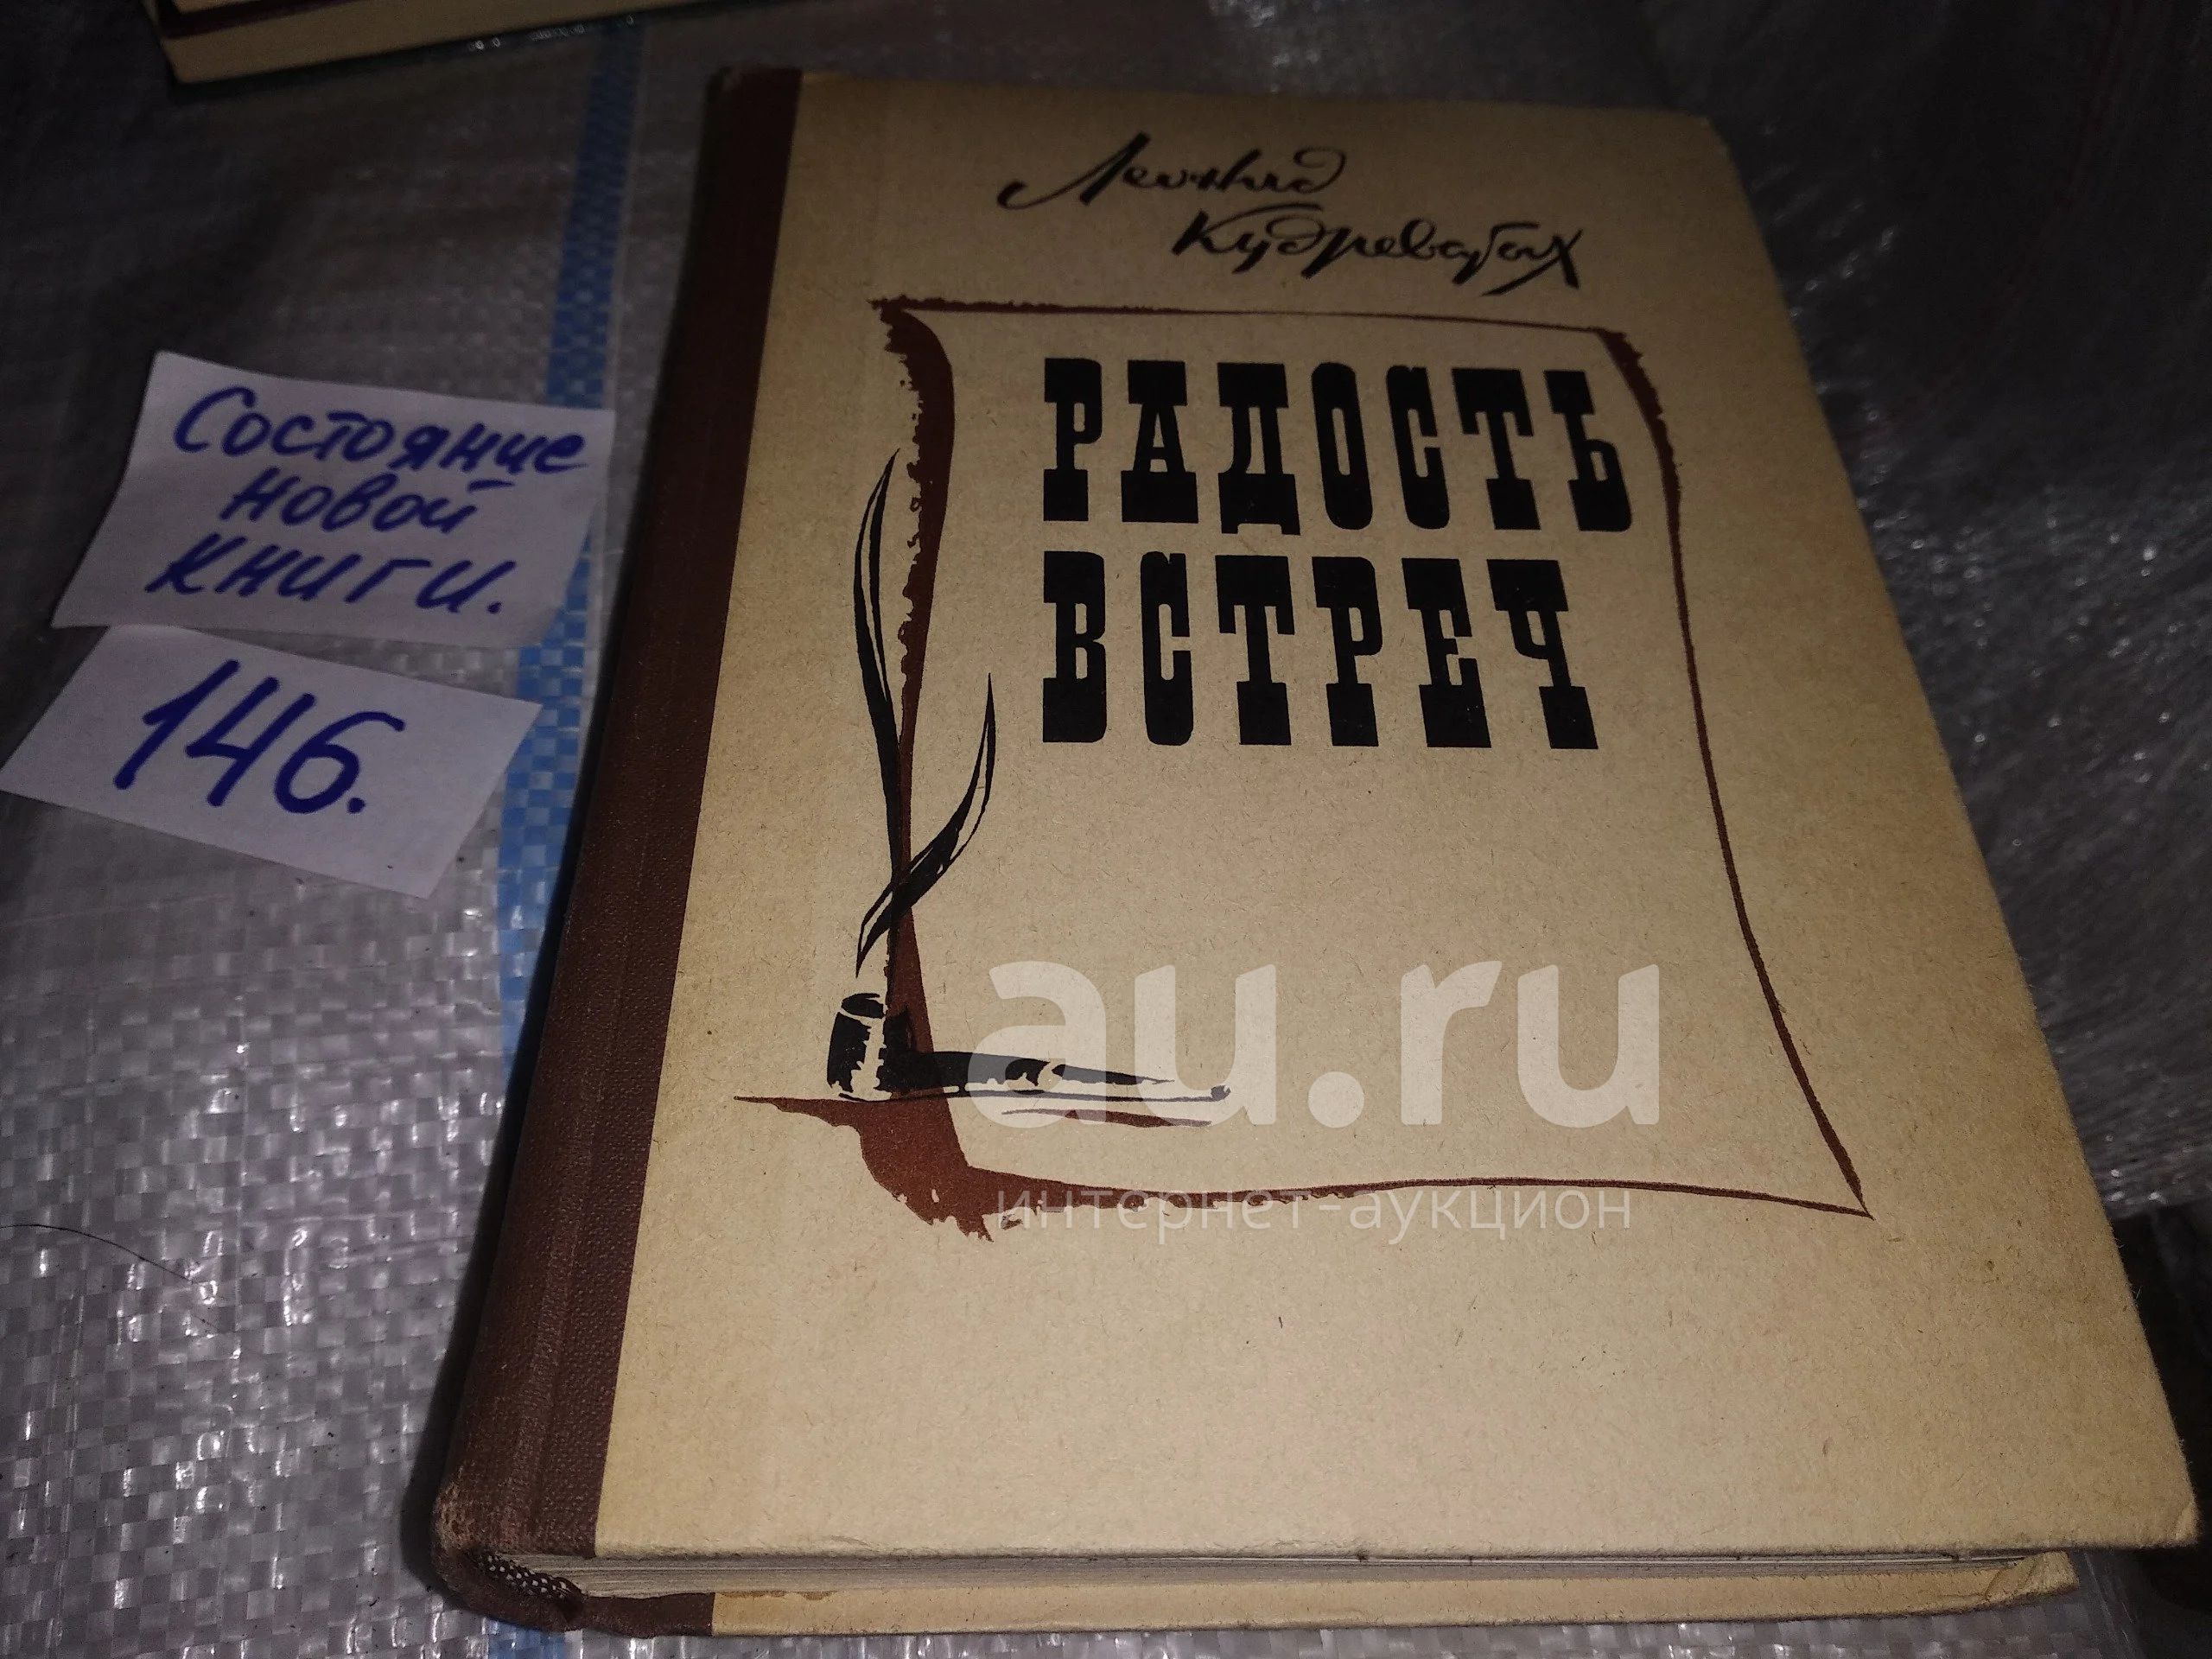 Леонид
Кудреватых
РАДОСТЬ
ВСТРЕЧ
Состояние
новой
книги.
146.
au.ru
интернет-аукцион